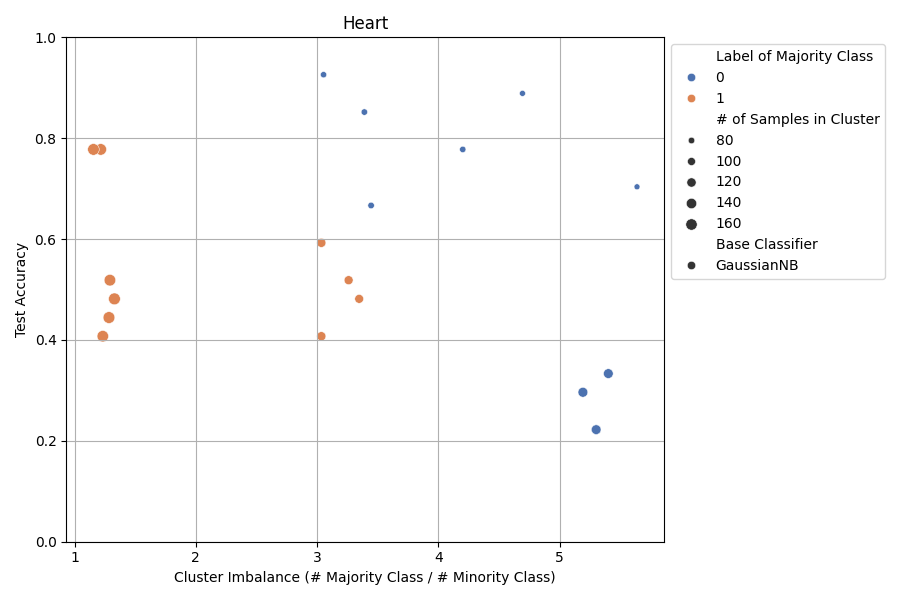 Heart
1.0
0.8
0.6
0.4
0.2
0.0
Test Accuracy
1 2 3 4 5
Cluster Imbalance (# Majority Class / # Minority Class)
Label of Majority Class
0
1
# of Samples in Cluster
80
100
120
140
160
Base Classifier
GaussianNB